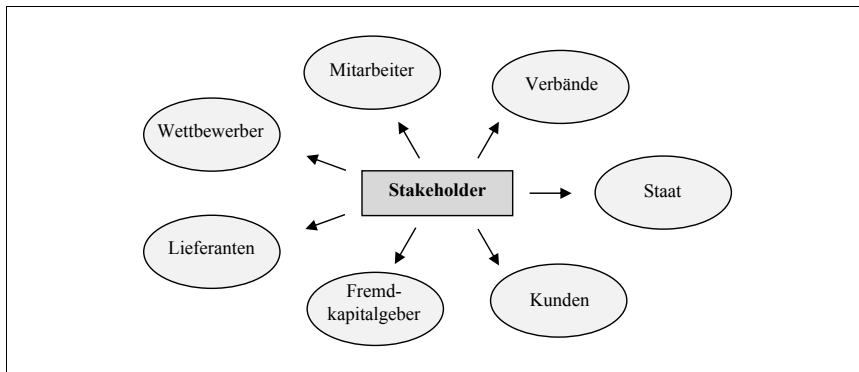 Mitarbeiter
Verbände
Wettbewerber
Stakeholder
Staat
Lieferanten
Fremd-
kapitalgeber
Kunden